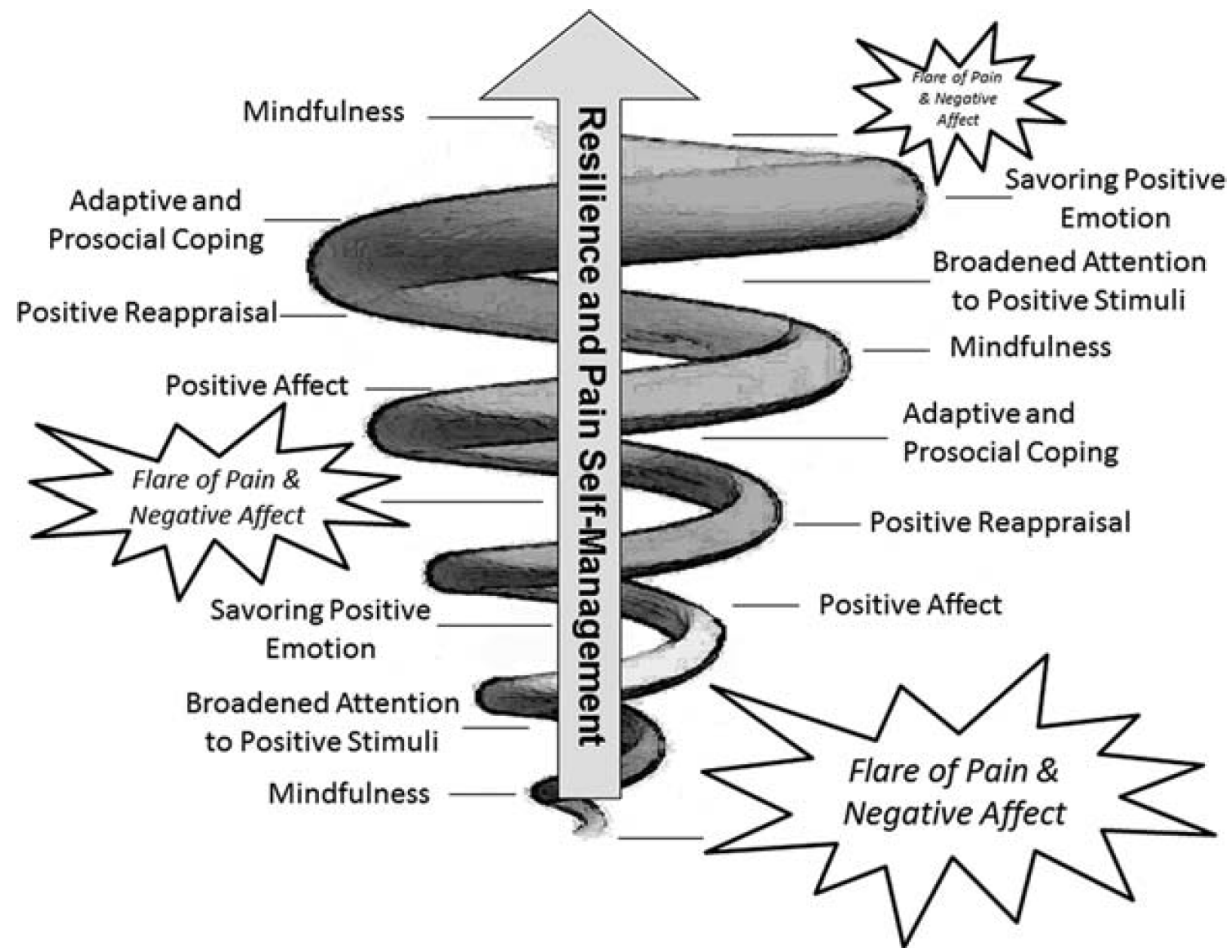 Mindfulness
Adaptive and
Prosocial Coping
Positive Reappraisal
Positive Affect
Flare of Pain &
Negative Affect
Savoring Positive
Emotion
Broadened Attention
to Positive Stimuli
Mindfulness
Resilience and Pain Self-Management
Flare of Pain
& Negative
Affect
Savoring Positive
Emotion
Broadened Attention
to Positive Stimuli
Mindfulness
Adaptive and
Prosocial Coping
Positive Reappraisal
Positive Affect
Flare of Pain &
Negative Affect